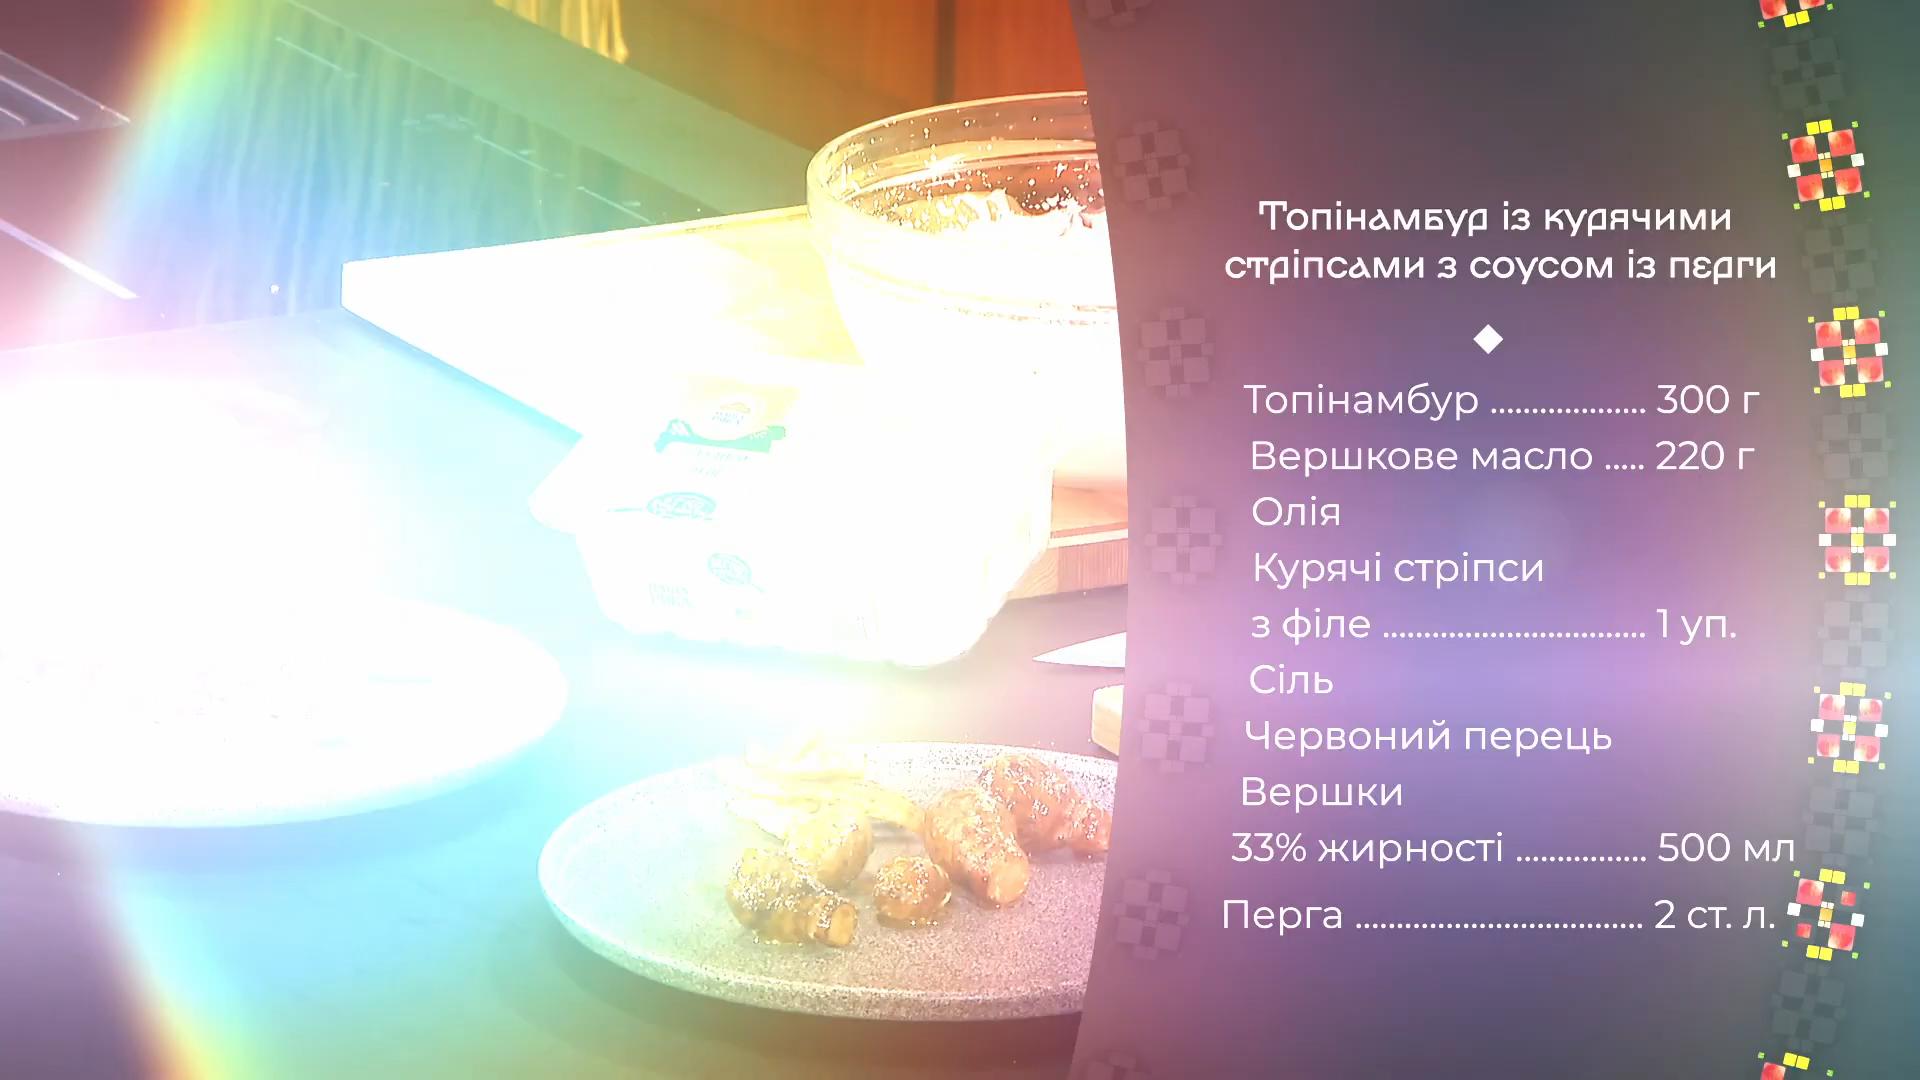 Топінамбур із курячими
стріпсами з соусом із перги
Топінамбур ................... 300 г
Вершкове масло ..... 220 г
Олія
Курячі стріпси
з філе ................................ 1 уп.
Сіль
Червоний перець
Вершки
33% жирності ................ 500 мл
Перга ................................... 2 ст. л.